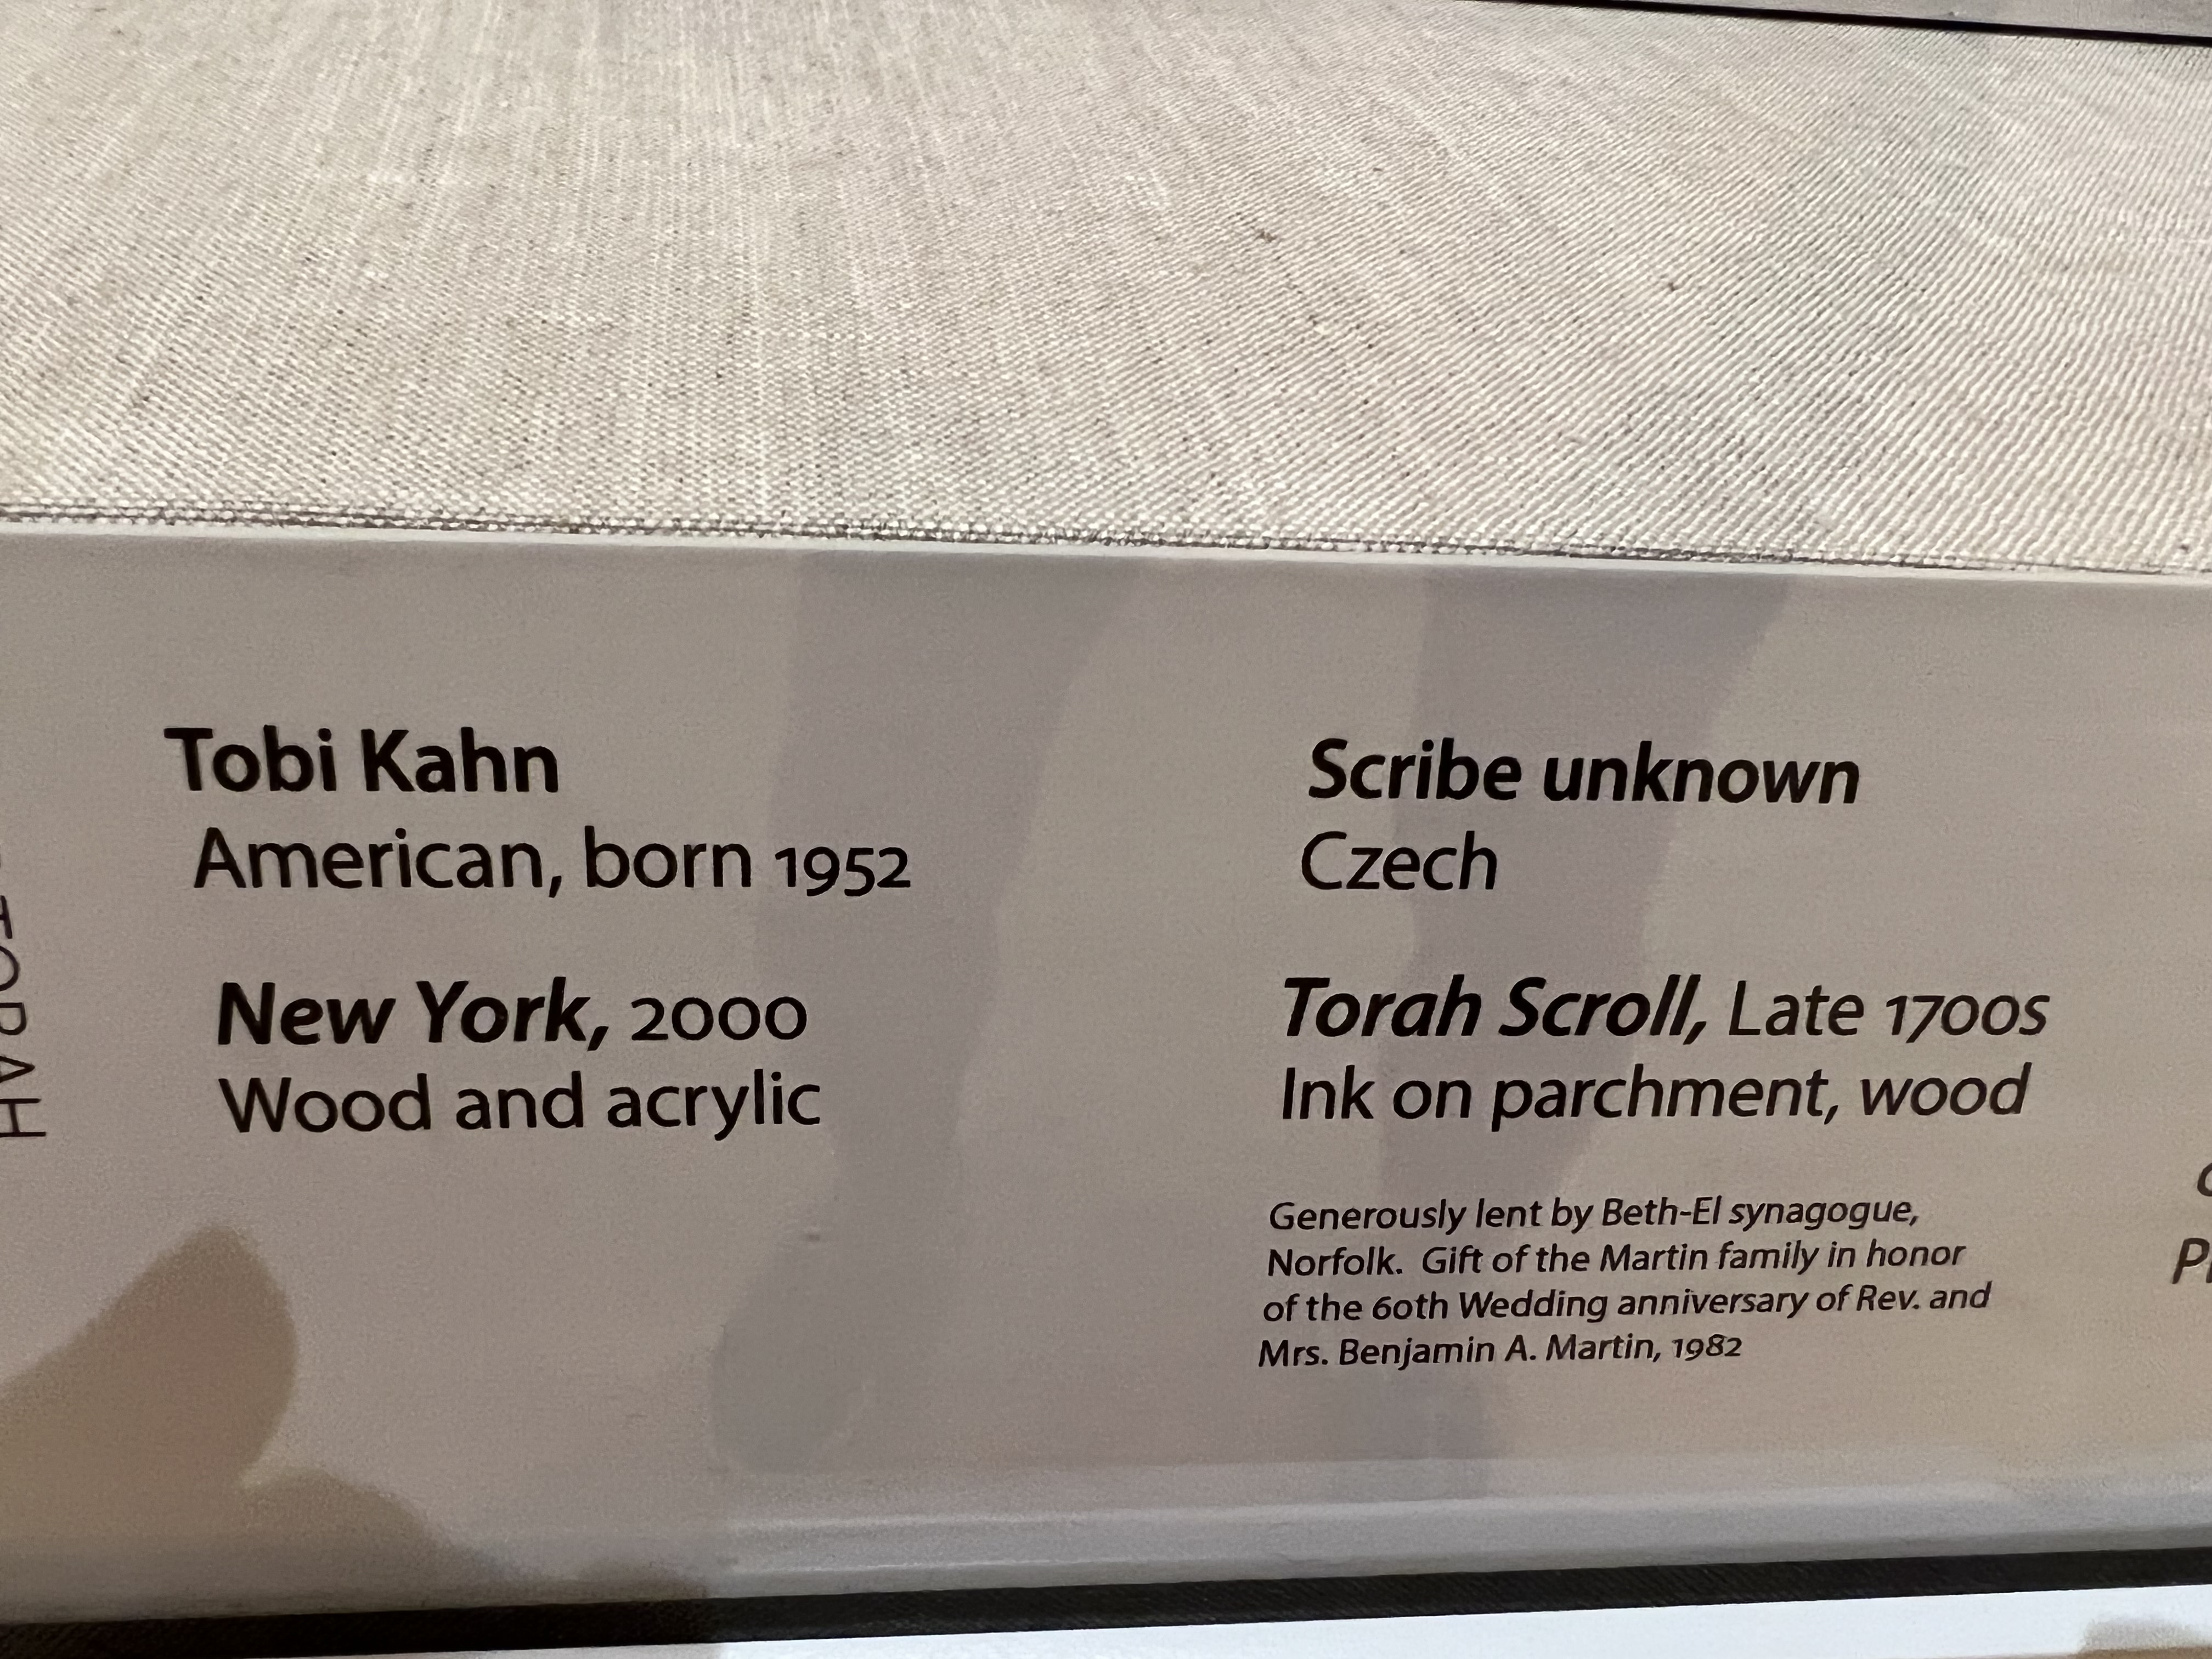 TORAH
Tobi Kahn
American, born 1952
New York, 2000
Wood and acrylic
Scribe unknown
Czech
Torah Scroll, Late 1700s
Ink on parchment, wood
Generously lent by Beth-El synagogue,
Norfolk. Gift of the Martin family in honor
of the 60th Wedding anniversary of Rev. and
Mrs. Benjamin A. Martin, 1982